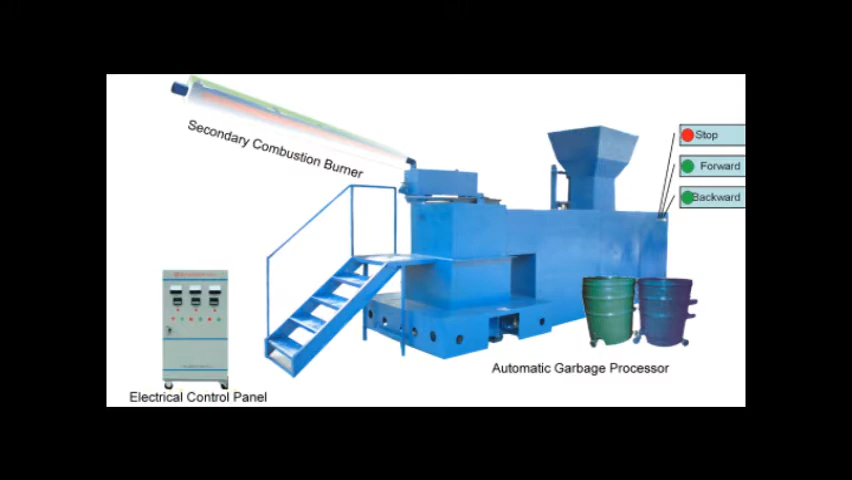 Secondary Combustion Burner
Stop
Forward
Backward
Automatic Garbage Processor
Electrical Control Panel